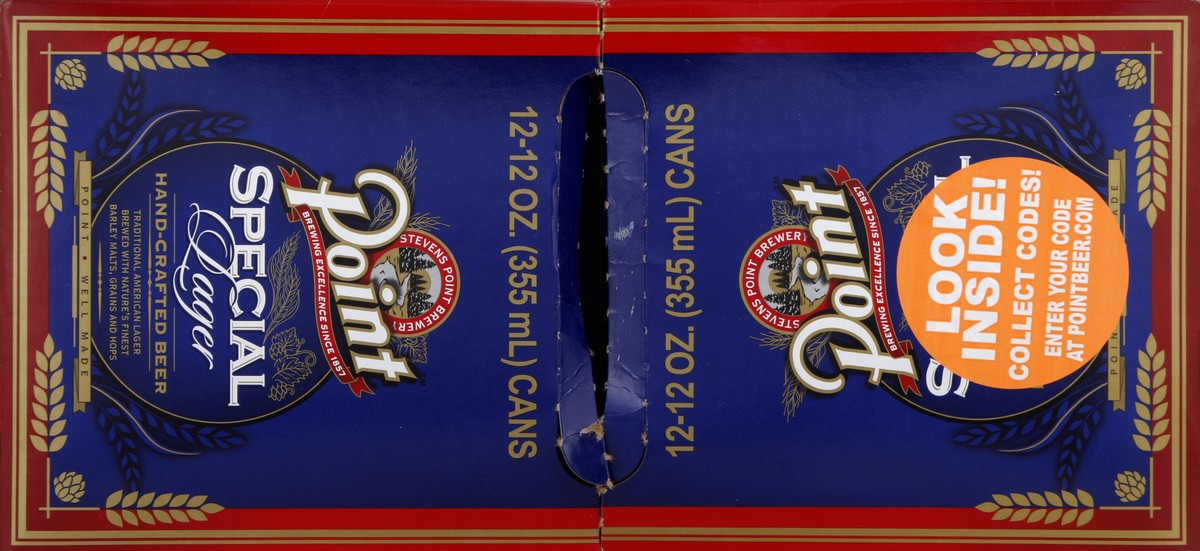 STEVENS POINT BREWERY
Point
BREWING EXCELLENCE SINCE 1857
SPECIAL
Lager
HAND-CRAFTED BEER
TRADITIONAL AMERICAN LAGER
BREWED WITH NATURE'S FINEST
BARLEY MALTS, GRAINS AND HOPS
POINT • WELL MADE
12-12 OZ. (355 mL) CANS
12-12 OZ. (355 mL) CANS
STEVENS POINT BREWERY
Point
BREWING EXCELLENCE SINCE 1857
S
LOOK
INSIDE!
COLLECT CODES!
ENTER YOUR CODE
AT POINTBEER.COM
POINT